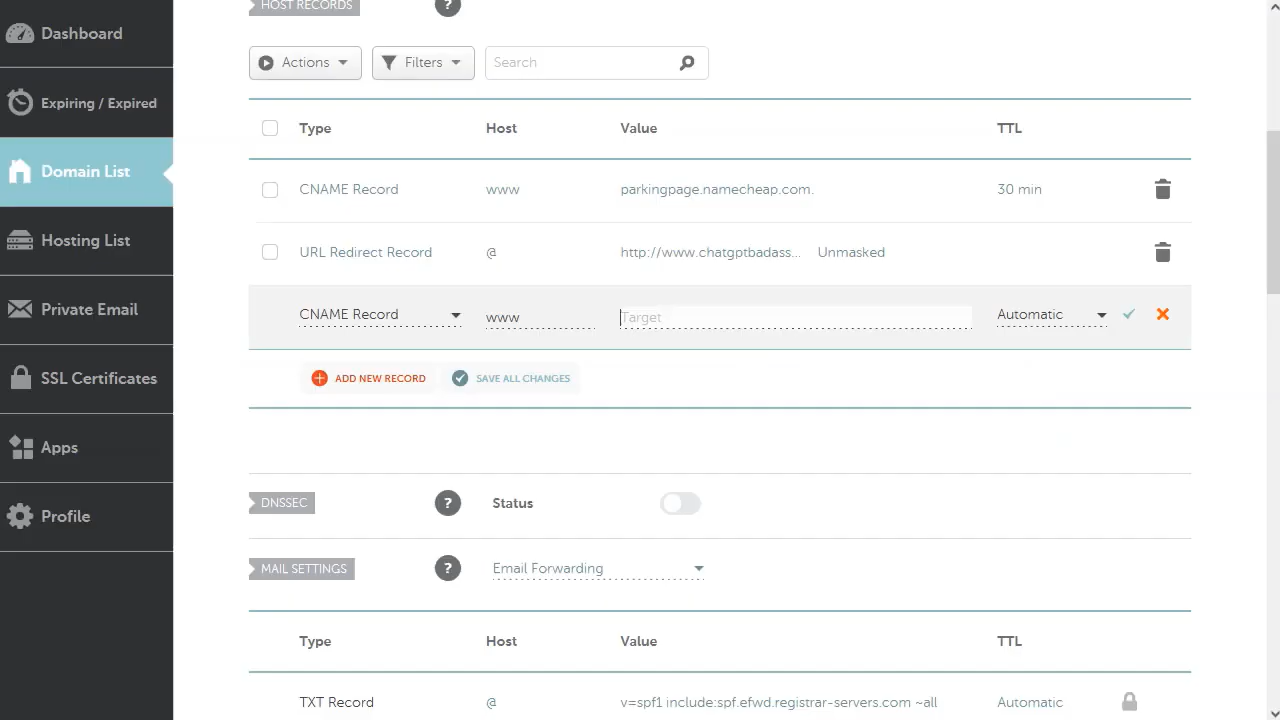 HOST RECORDS ?
Dashboard
Actions Filters Search
Expiring / Expired
Type Host Value TTL
Domain List
CNAME Record www parkingpage.namecheap.com. 30 min
Hosting List
URL Redirect Record @ http://www.chatgptbadass... Unmasked
Private Email
CNAME Record www Target Automatic
SSL Certificates
ADD NEW RECORD SAVE ALL CHANGES
Apps
DNSSEC ? Status
Profile
MAIL SETTINGS ? Email Forwarding
Type Host Value TTL
TXT Record @ v=spf1 include:spf.efwd.registrar-servers.com ~all Automatic